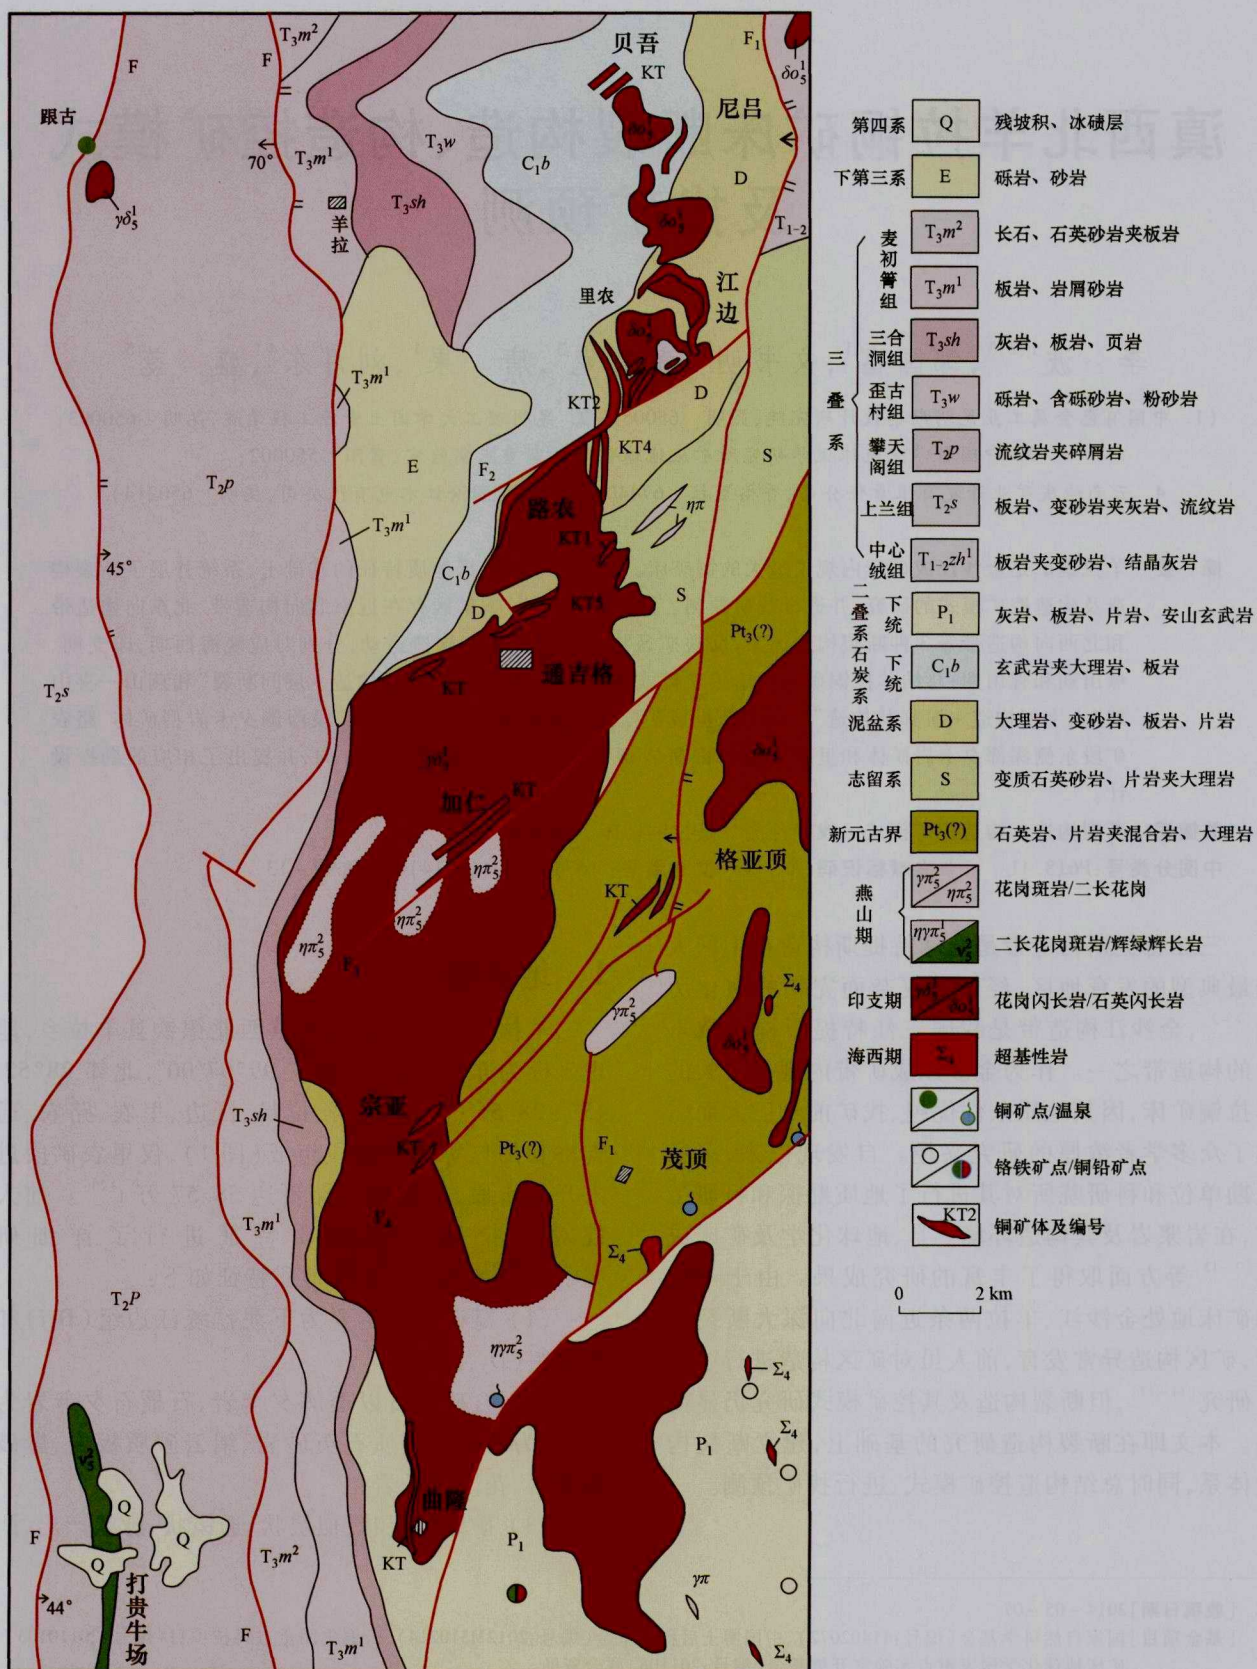 T₃m²
F
F
贝吾
F₁
δo₅¹
KT
跟古
尼吕
T₃w
70°
T₃m¹
C₁b
D
γδ₅¹
羊拉
T₃sh
δo₅¹
T₁₋₂
里农
江边
δo₅¹
T₃m¹
D
KT2
KT4
S
E
F₂
T₂p
路农
ηπ
T₃m¹
KT1
45°
C₁b
KT5
S
D
Pt₃(?)
通吉格
KT
T₂s
δo₅¹
加仁
KT
格亚顶
ηπ₅²
KT
ηπ₅²
ηπ₅²
Σ₄
γπ₅²
δo₅¹
宗亚
T₃sh
KT
Pt₃(?)
F₁
茂顶
T₃m¹
F₄
Σ₄
T₂P
ηγπ₅²
Σ₄
P₁
Σ₄
ν₅²
曲隆
Q
Q
Q
F
T₃m²
KT
P₁
打贵牛场
γπ
44°
F
T₃m¹
Σ₄
第四系 Q 残坡积、冰碛层
下第三系 E 砾岩、砂岩
三叠系
麦初箐组
T₃m² 长石、石英砂岩夹板岩
T₃m¹ 板岩、岩屑砂岩
三合洞组 T₃sh 灰岩、板岩、页岩
歪古村组 T₃w 砾岩、含砾砂岩、粉砂岩
攀天阁组 T₂p 流纹岩夹碎屑岩
上兰组 T₂s 板岩、变砂岩夹灰岩、流纹岩
中心绒组 T₁₋₂zh¹ 板岩夹变砂岩、结晶灰岩
二叠系 下统 P₁ 灰岩、板岩、片岩、安山玄武岩
石炭系 下统 C₁b 玄武岩夹大理岩、板岩
泥盆系 D 大理岩、变砂岩、板岩、片岩
志留系 S 变质石英砂岩、片岩夹大理岩
新元古界 Pt₃(?) 石英岩、片岩夹混合岩、大理岩
燕山期
γπ₅² ηπ₅² 花岗斑岩/二长花岗
ηγπ₅¹ ν₅² 二长花岗斑岩/辉绿辉长岩
印支期 γδ₅¹ δo₅¹ 花岗闪长岩/石英闪长岩
海西期 Σ₄ 超基性岩
铜矿点/温泉
铬铁矿点/铜铅矿点
KT2 铜矿体及编号
0 2 km